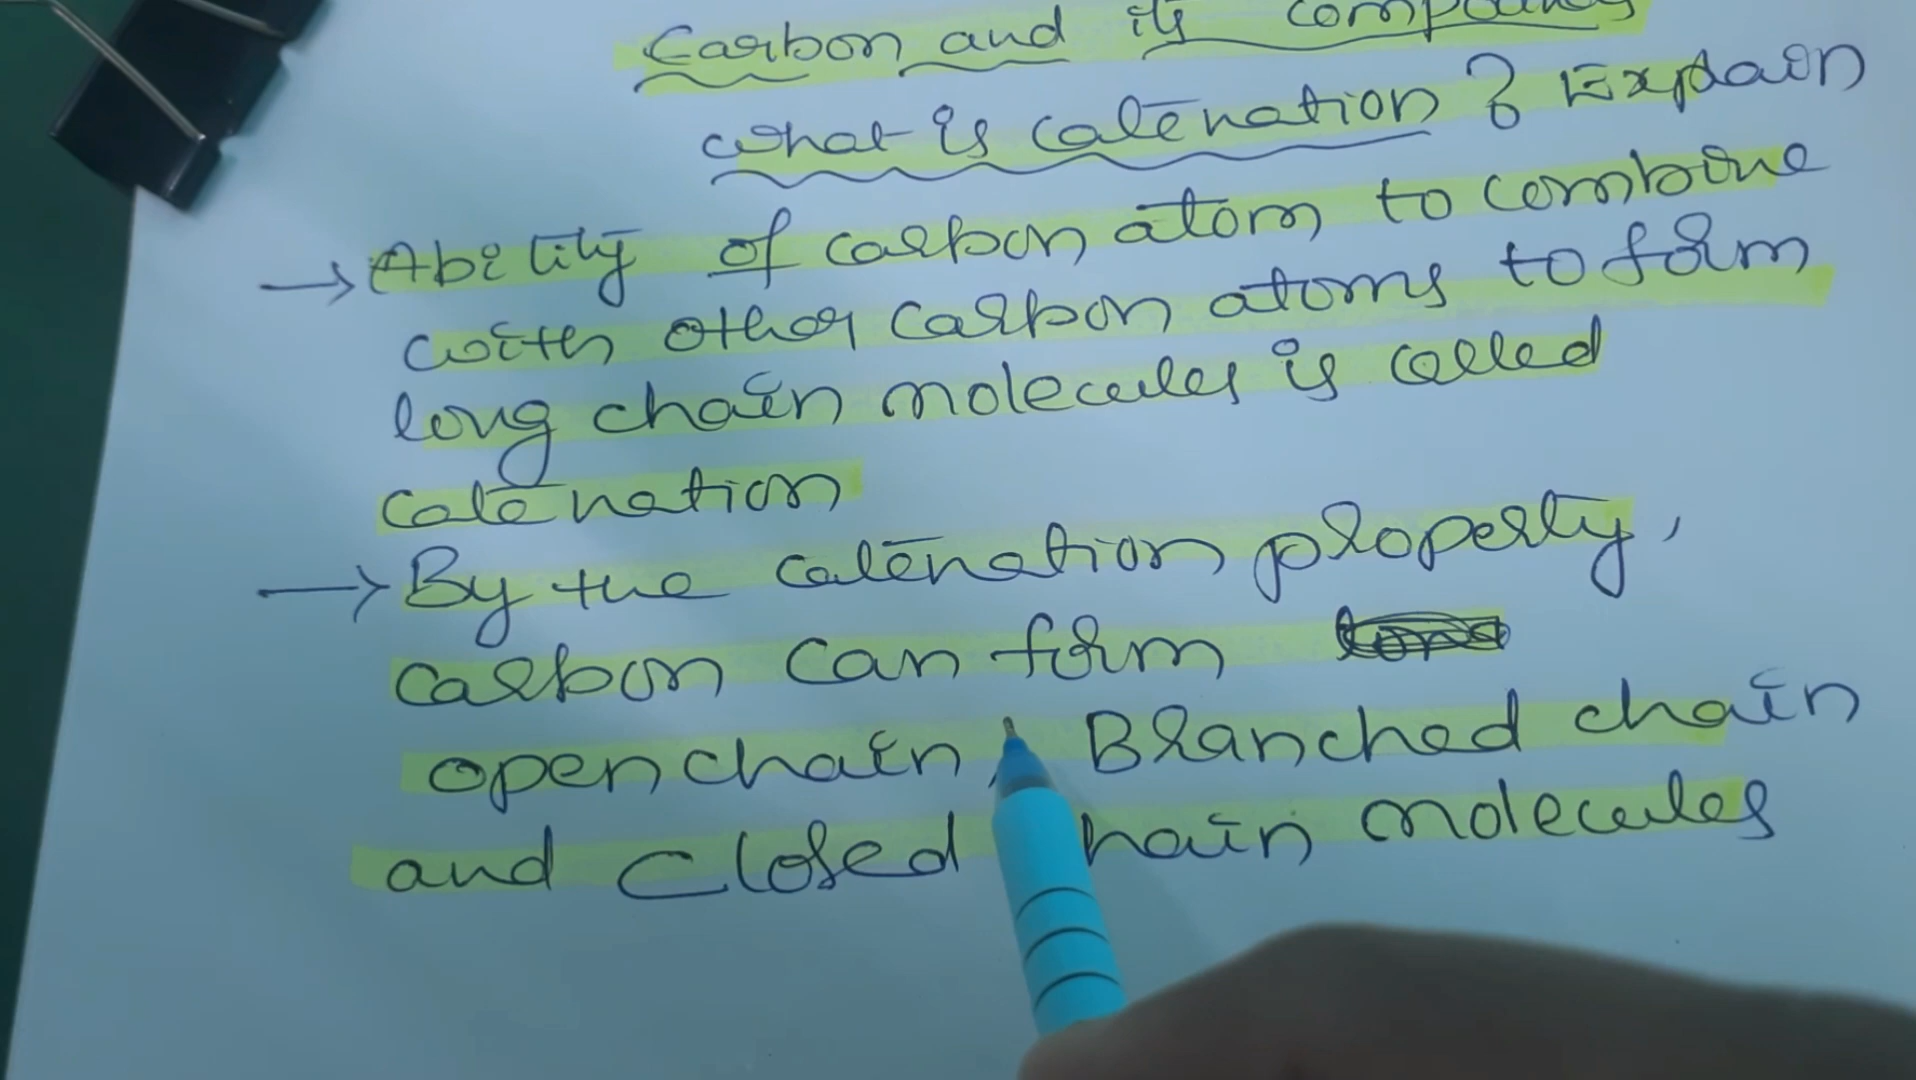 Carbon and its compounds
what is catenation ? Explain
→ Ability of carbon atom to combine
with other carbon atoms to form
long chain molecules is called
catenation
→ By the catenation property,
carbon can form
open chain, Branched chain
and closed hain molecules